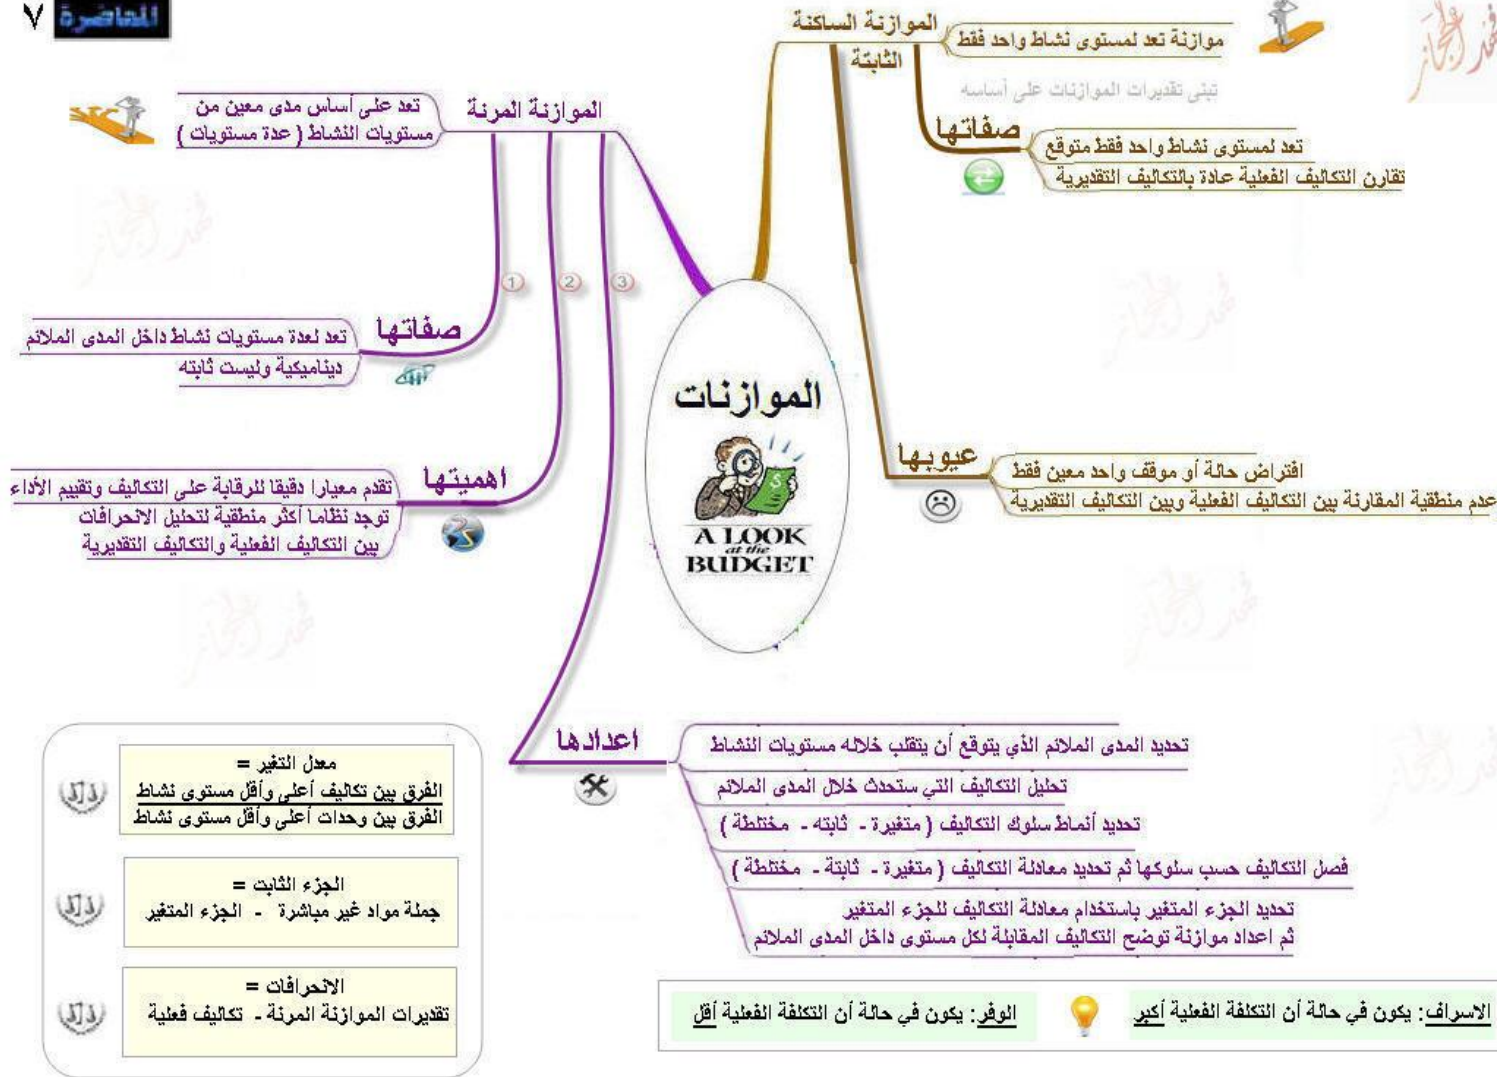 المحاضرة ٧
الموازنة الساكنة
الثابتة
موازنة تعد لمستوى نشاط واحد فقط
تبنى تقديرات الموازنات على أساسه
صفاتها
تعد لمستوى نشاط واحد فقط متوقع
تقارن التكاليف الفعلية عادة بالتكاليف التقديرية
عيوبها
افتراض حالة أو موقف واحد معين فقط
عدم منطقية المقارنة بين التكاليف الفعلية وبين التكاليف التقديرية
الموازنة المرنة
تعد على أساس مدى معين من
مستويات النشاط ( عدة مستويات )
1
2
3
صفاتها
تعد لعدة مستويات نشاط داخل المدى الملائم
ديناميكية وليست ثابته
اهميتها
تقدم معيارا دقيقا للرقابة على التكاليف وتقييم الأداء
توجد نظاما أكثر منطقية لتحليل الانحرافات
بين التكاليف الفعلية والتكاليف التقديرية
الموازنات
A LOOK
at the
BUDGET
اعدادها
تحديد المدى الملائم الذي يتوقع أن يتقلب خلاله مستويات النشاط
تحليل التكاليف التي ستحدث خلال المدى الملائم
تحديد أنماط سلوك التكاليف ( متغيرة - ثابته - مختلطة )
فصل التكاليف حسب سلوكها ثم تحديد معادلة التكاليف ( متغيرة - ثابتة - مختلطة )
تحديد الجزء المتغير باستخدام معادلة التكاليف للجزء المتغير
ثم اعداد موازنة توضح التكاليف المقابلة لكل مستوى داخل المدى الملائم
معدل التغير =
الفرق بين تكاليف أعلى وأقل مستوى نشاط
الفرق بين وحدات أعلى وأقل مستوى نشاط
الجزء الثابت =
جملة مواد غير مباشرة - الجزء المتغير
الانحرافات =
تقديرات الموازنة المرنة - تكاليف فعلية
الاسراف: يكون في حالة أن التكلفة الفعلية أكبر
الوفر: يكون في حالة أن التكلفة الفعلية أقل